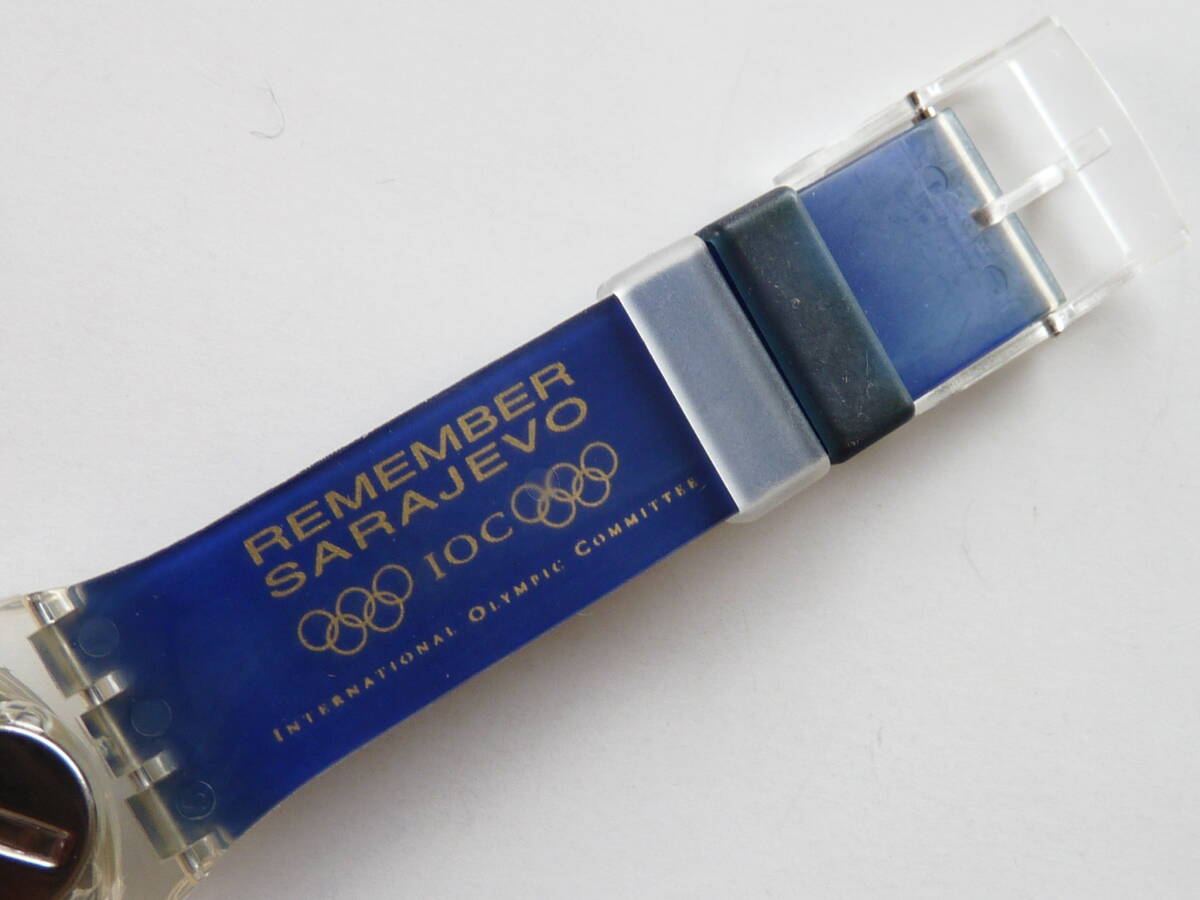 REMEMBER
SARAJEVO
IOC
INTERNATIONAL OLYMPIC COMMITTEE